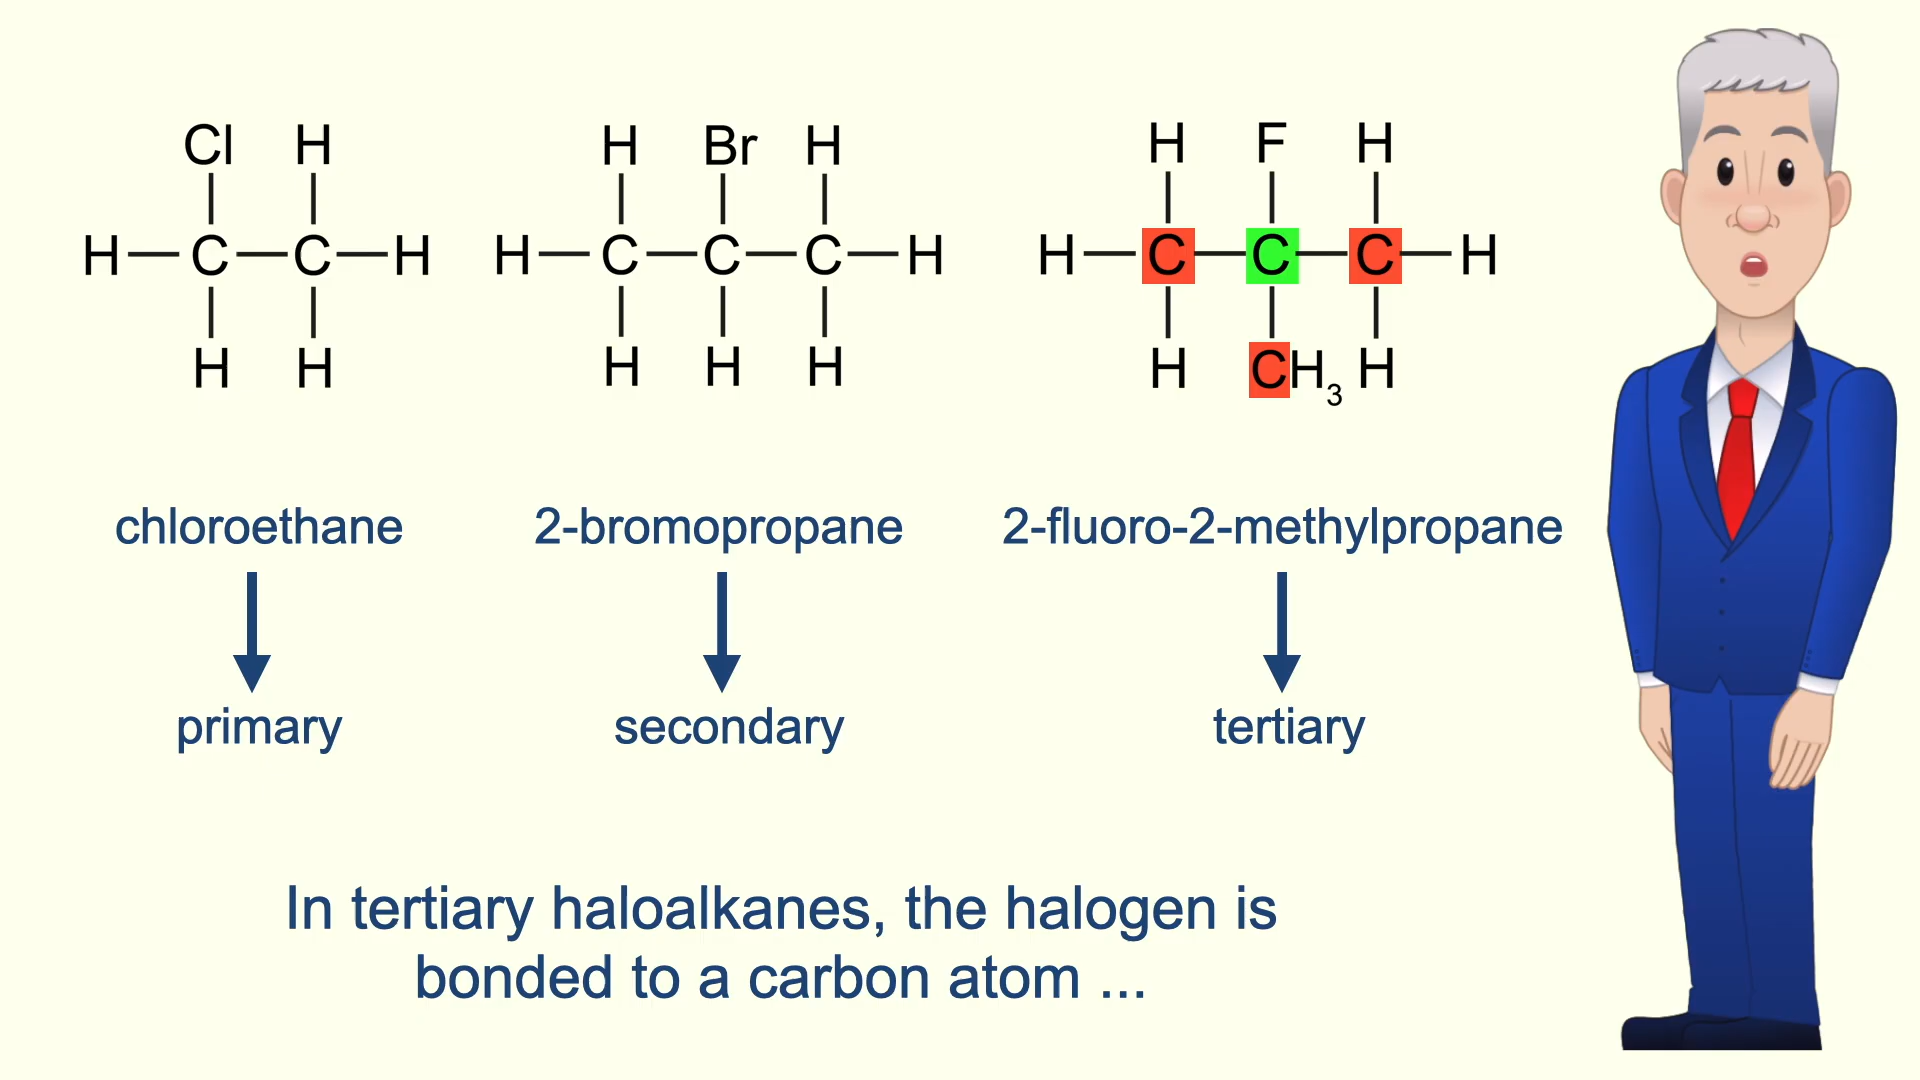 Cl H
H C C H
H H
H Br H
H C C C H
H H H
H F H
H C C C H
H CH₃ H
chloroethane
2-bromopropane
2-fluoro-2-methylpropane
primary
secondary
tertiary
In tertiary haloalkanes, the halogen is
bonded to a carbon atom ...